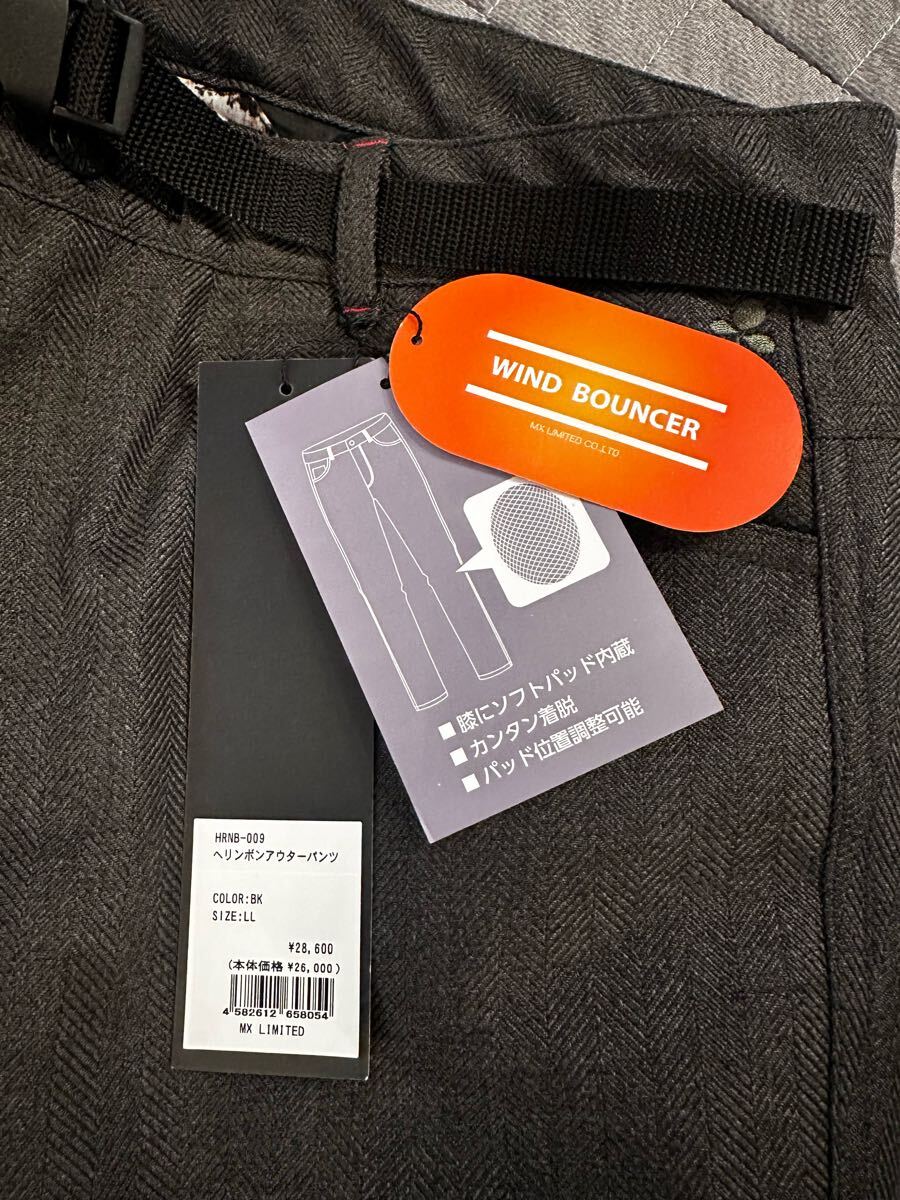 WIND BOUNCER
MX LIMITED CO.,LTD.
■膝にソフトパッド内蔵
■カンタン着脱
■パッド位置調整可能
HRNB-009
ヘリンボンアウターパンツ
COLOR:BK
SIZE:LL
¥28,600
(本体価格 ¥26,000)
4 582612 658054
MX LIMITED